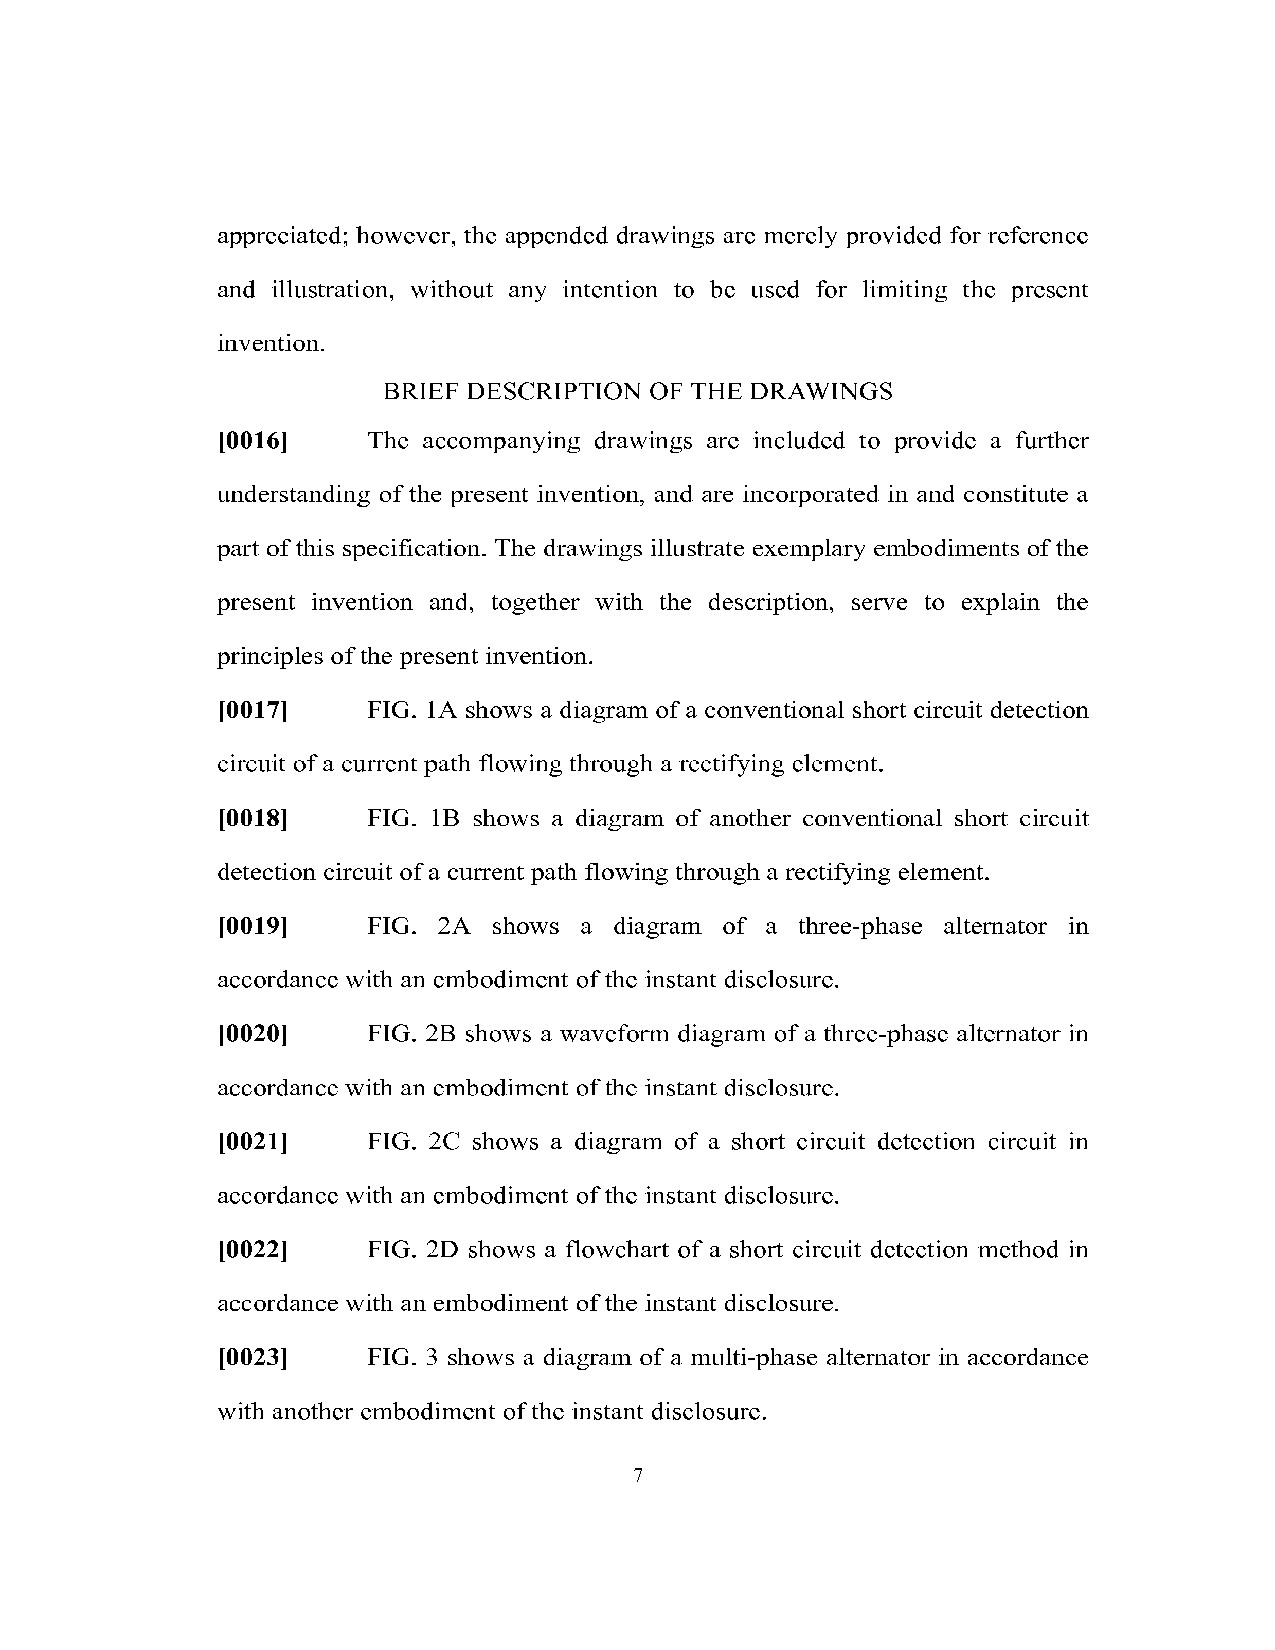 appreciated; however, the appended drawings are merely provided for reference
and illustration, without any intention to be used for limiting the present
invention.
BRIEF DESCRIPTION OF THE DRAWINGS
[0016] The accompanying drawings are included to provide a further
understanding of the present invention, and are incorporated in and constitute a
part of this specification. The drawings illustrate exemplary embodiments of the
present invention and, together with the description, serve to explain the
principles of the present invention.
[0017] FIG. 1A shows a diagram of a conventional short circuit detection
circuit of a current path flowing through a rectifying element.
[0018] FIG. 1B shows a diagram of another conventional short circuit
detection circuit of a current path flowing through a rectifying element.
[0019] FIG. 2A shows a diagram of a three-phase alternator in
accordance with an embodiment of the instant disclosure.
[0020] FIG. 2B shows a waveform diagram of a three-phase alternator in
accordance with an embodiment of the instant disclosure.
[0021] FIG. 2C shows a diagram of a short circuit detection circuit in
accordance with an embodiment of the instant disclosure.
[0022] FIG. 2D shows a flowchart of a short circuit detection method in
accordance with an embodiment of the instant disclosure.
[0023] FIG. 3 shows a diagram of a multi-phase alternator in accordance
with another embodiment of the instant disclosure.
7